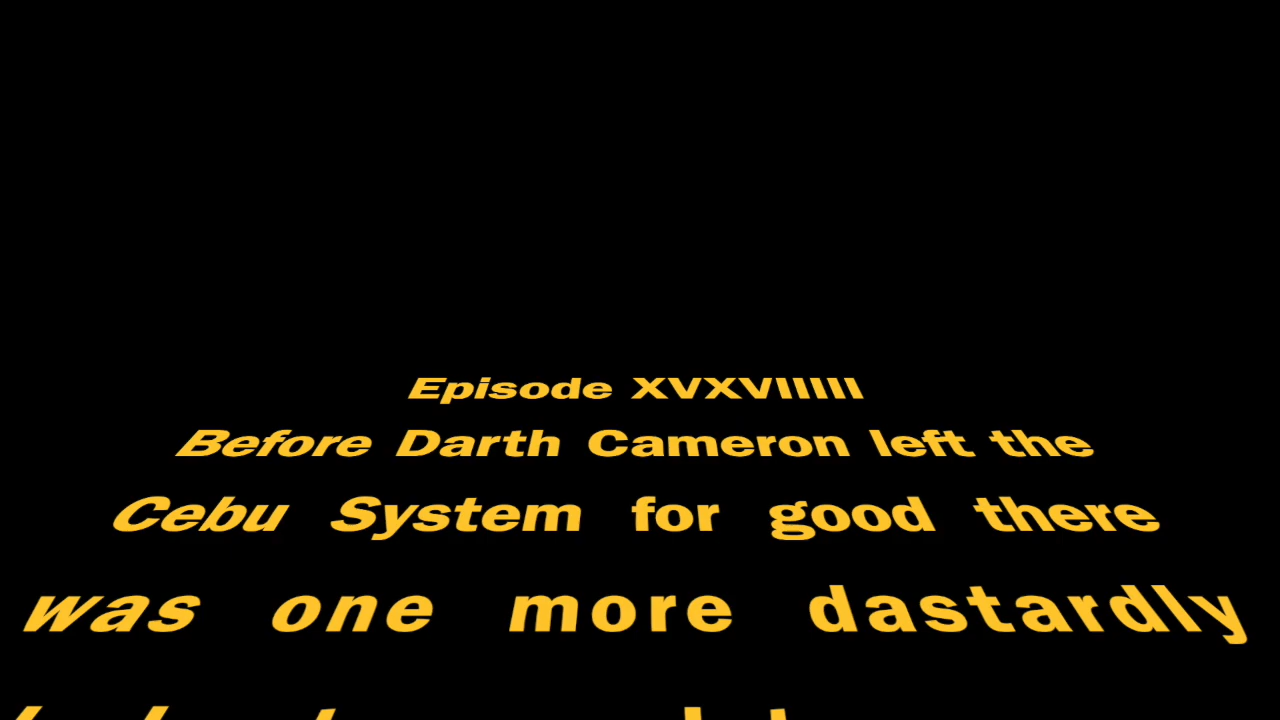 Episode XVXVIIIII
Before Darth Cameron left the
Cebu System for good there
was one more dastardly